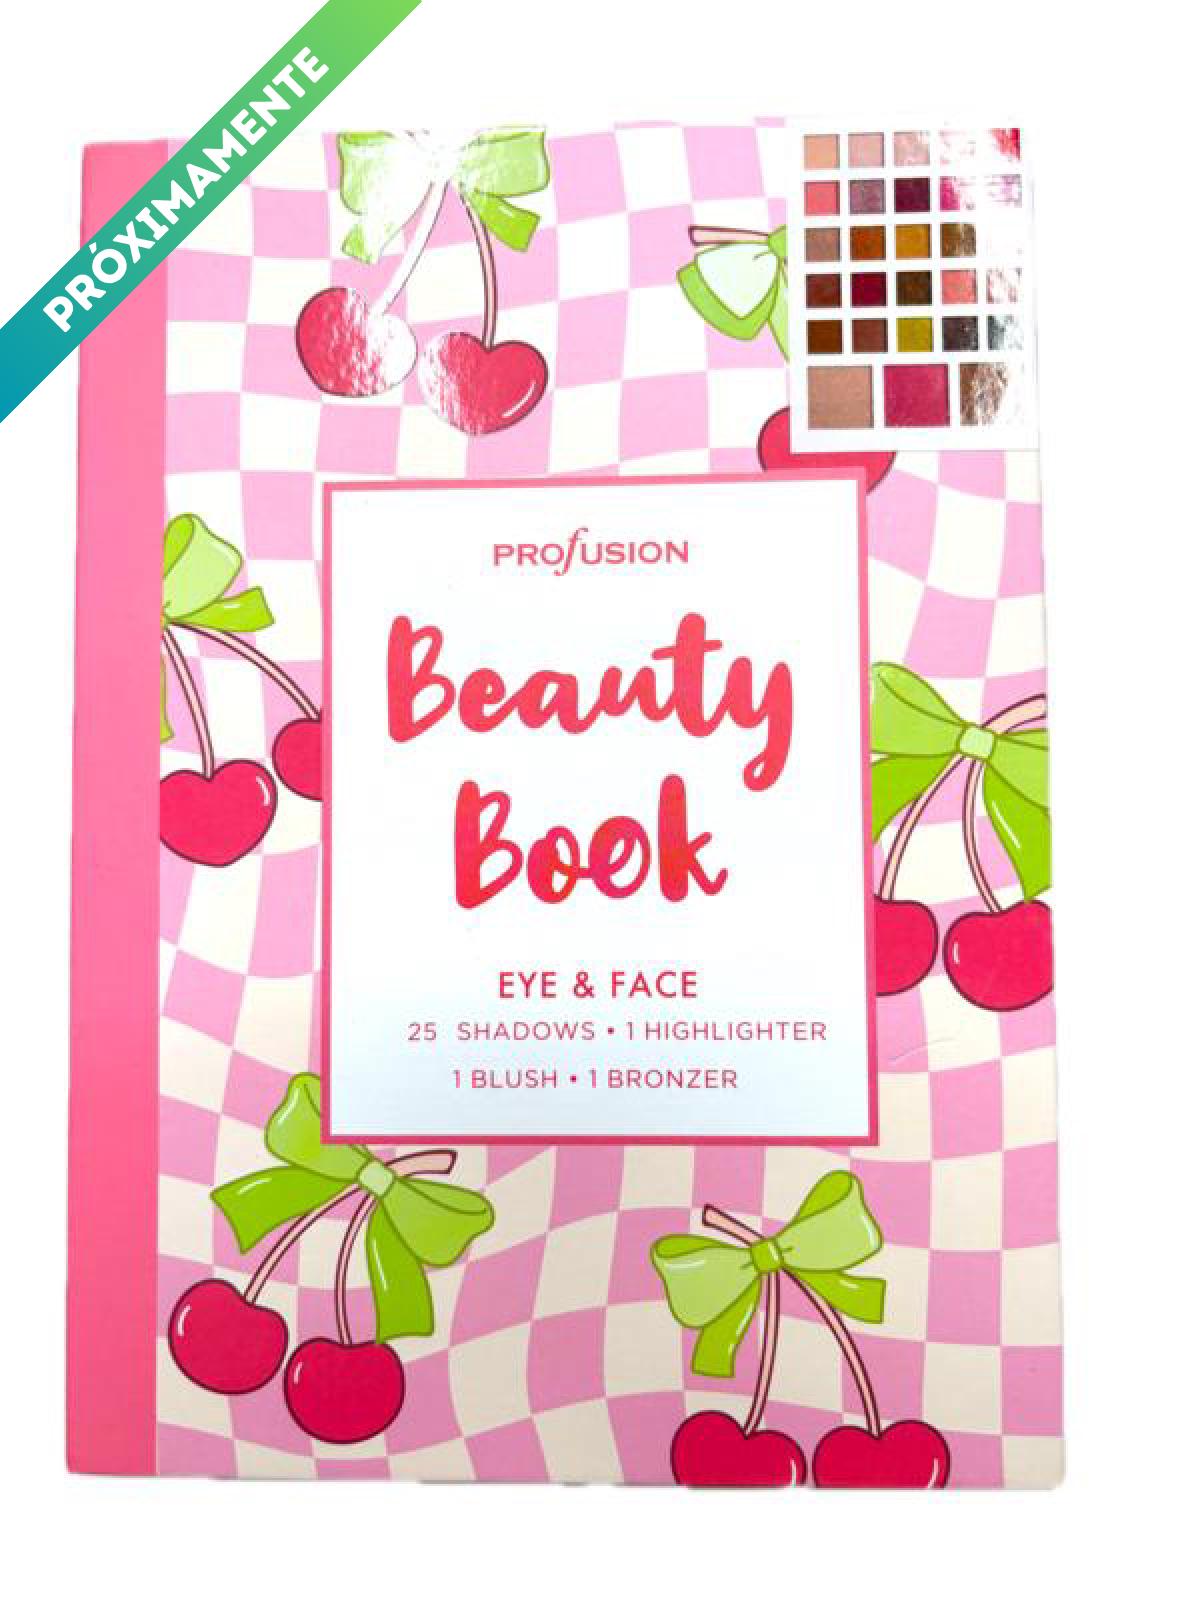 PRÓXIMAMENTE
PROfUSION
Beauty
Book
EYE & FACE
25 SHADOWS • 1 HIGHLIGHTER
1 BLUSH • 1 BRONZER